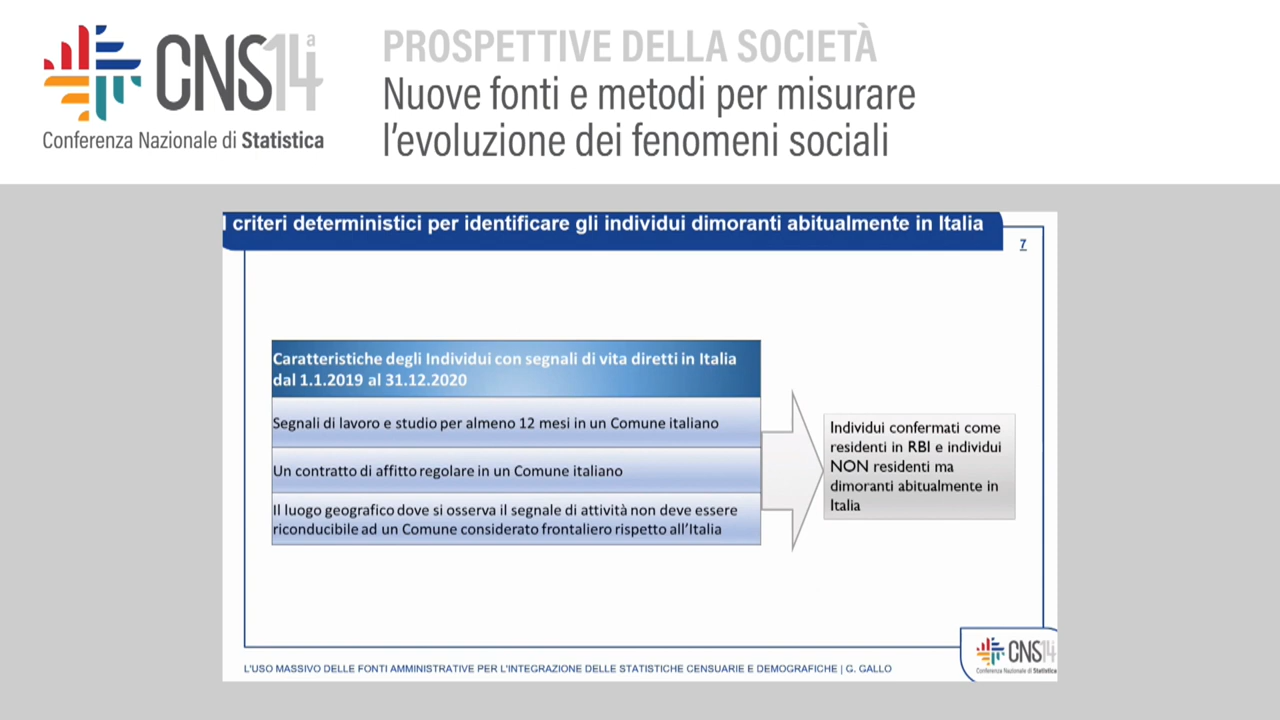 CNS14ª
Conferenza Nazionale di Statistica
PROSPETTIVE DELLA SOCIETÀ
Nuove fonti e metodi per misurare
l'evoluzione dei fenomeni sociali
I criteri deterministici per identificare gli individui dimoranti abitualmente in Italia
7
Caratteristiche degli Individui con segnali di vita diretti in Italia
dal 1.1.2019 al 31.12.2020
Segnali di lavoro e studio per almeno 12 mesi in un Comune italiano
Un contratto di affitto regolare in un Comune italiano
Il luogo geografico dove si osserva il segnale di attività non deve essere
riconducibile ad un Comune considerato frontaliero rispetto all'Italia
Individui confermati come
residenti in RBI e individui
NON residenti ma
dimoranti abitualmente in
Italia
L'USO MASSIVO DELLE FONTI AMMINISTRATIVE PER L'INTEGRAZIONE DELLE STATISTICHE CENSUARIE E DEMOGRAFICHE | G. GALLO
CNS14
Conferenza Nazionale di Statistica